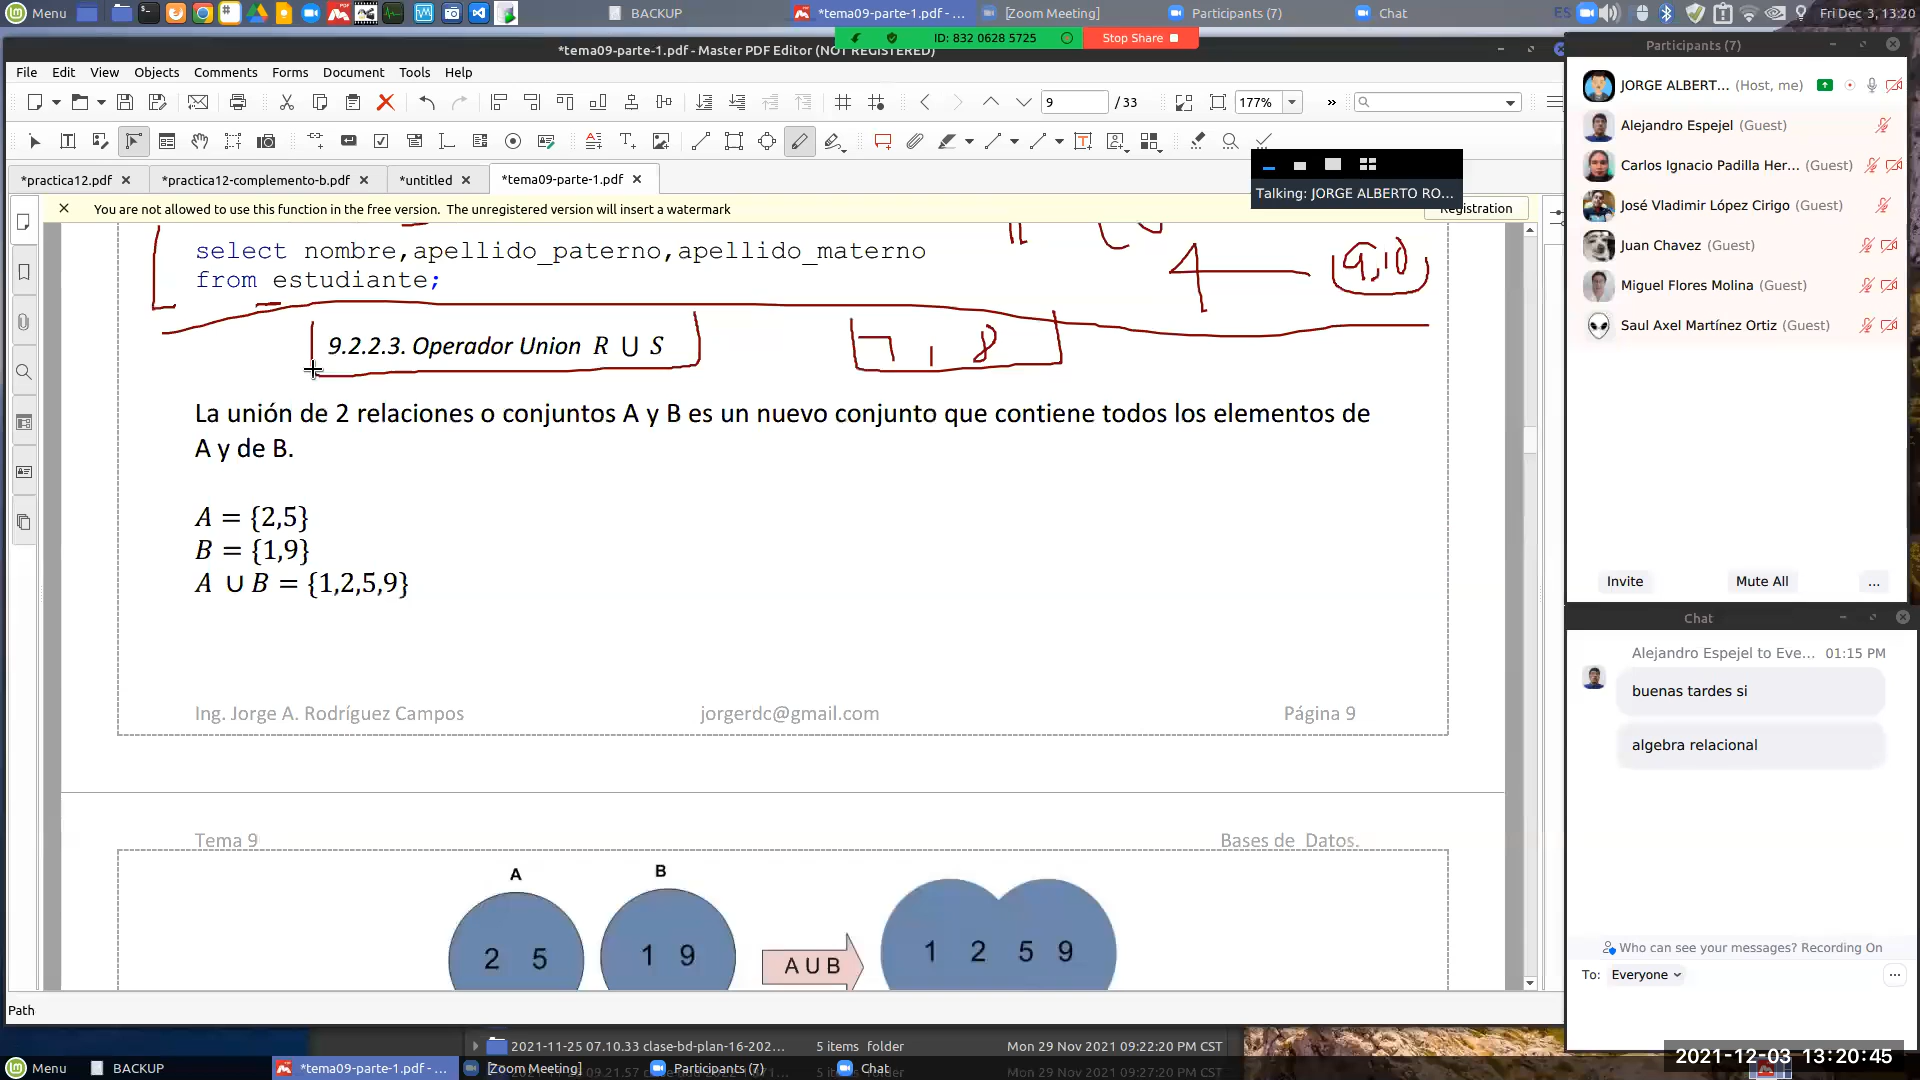 Menu
BACKUP
*tema09-parte-1.pdf - ...
[Zoom Meeting]
Participants (7)
Chat
ES
Fri Dec 3, 13:20
ID: 832 0628 5725
Stop Share
*tema09-parte-1.pdf - Master PDF Editor (NOT REGISTERED)
File Edit View Objects Comments Forms Document Tools Help
9 / 33
177%
*practica12.pdf
*practica12-complemento-b.pdf
*untitled
*tema09-parte-1.pdf
Talking: JORGE ALBERTO RO...
You are not allowed to use this function in the free version. The unregistered version will insert a watermark
Registration
select nombre,apellido_paterno,apellido_materno
from estudiante;
4
9,10
9.2.2.3. Operador Union R ∪ S
7, 8
La unión de 2 relaciones o conjuntos A y B es un nuevo conjunto que contiene todos los elementos de
A y de B.
A = {2,5}
B = {1,9}
A ∪ B = {1,2,5,9}
Ing. Jorge A. Rodríguez Campos
jorgerdc@gmail.com
Página 9
Tema 9
Bases de Datos.
A
B
2 5
1 9
A U B
1 2 5 9
Path
2021-11-25 07.10.33 clase-bd-plan-16-202...
5 items folder
Mon 29 Nov 2021 09:22:20 PM CST
Participants (7)
JORGE ALBERT... (Host, me)
Alejandro Espejel (Guest)
Carlos Ignacio Padilla Her... (Guest)
José Vladimir López Cirigo (Guest)
Juan Chavez (Guest)
Miguel Flores Molina (Guest)
Saul Axel Martínez Ortiz (Guest)
Invite
Mute All
...
Chat
Alejandro Espejel to Eve... 01:15 PM
buenas tardes si
algebra relacional
Who can see your messages? Recording On
To: Everyone
Menu
BACKUP
*tema09-parte-1.pdf - ...
[Zoom Meeting]
Participants (7)
Chat
2021-12-03 13:20:45